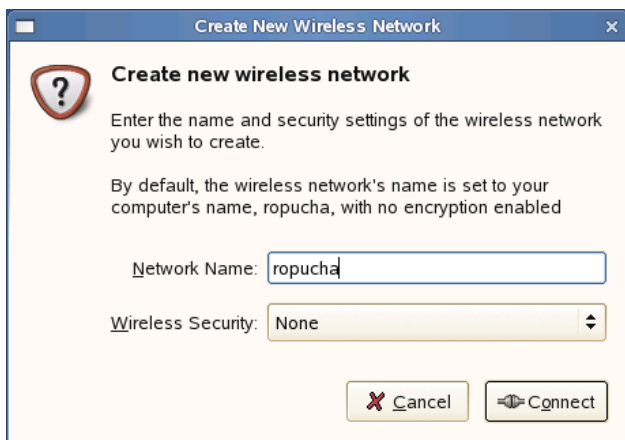 Create New Wireless Network
Create new wireless network
Enter the name and security settings of the wireless network
you wish to create.
By default, the wireless network's name is set to your
computer's name, ropucha, with no encryption enabled
Network Name: ropucha
Wireless Security: None
Cancel Connect